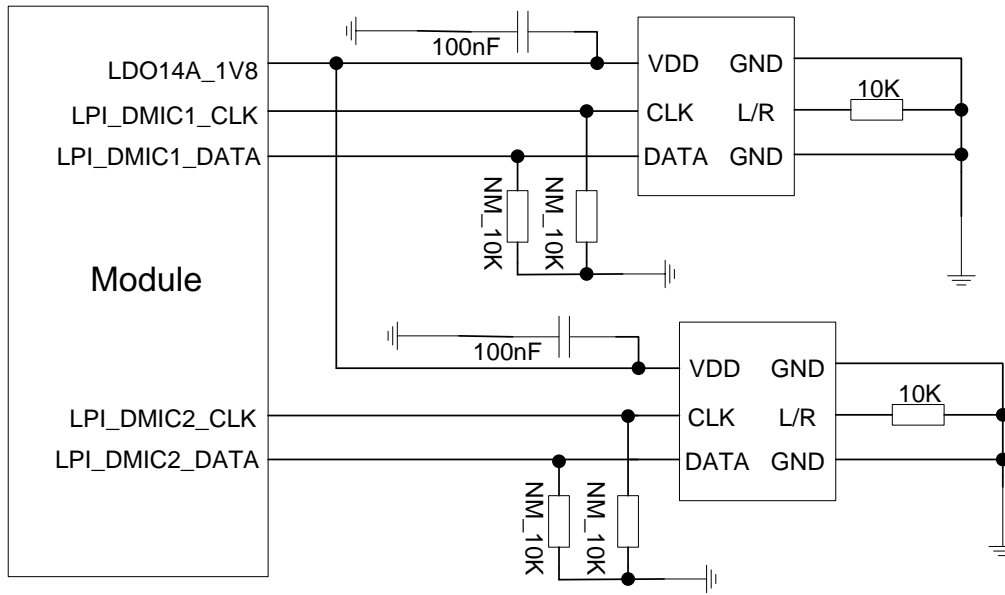 100nF
LDO14A_1V8
VDD GND
10K
LPI_DMIC1_CLK
CLK L/R
LPI_DMIC1_DATA
DATA GND
NM_10K
NM_10K
Module
100nF
VDD GND
10K
LPI_DMIC2_CLK
CLK L/R
LPI_DMIC2_DATA
DATA GND
NM_10K
NM_10K